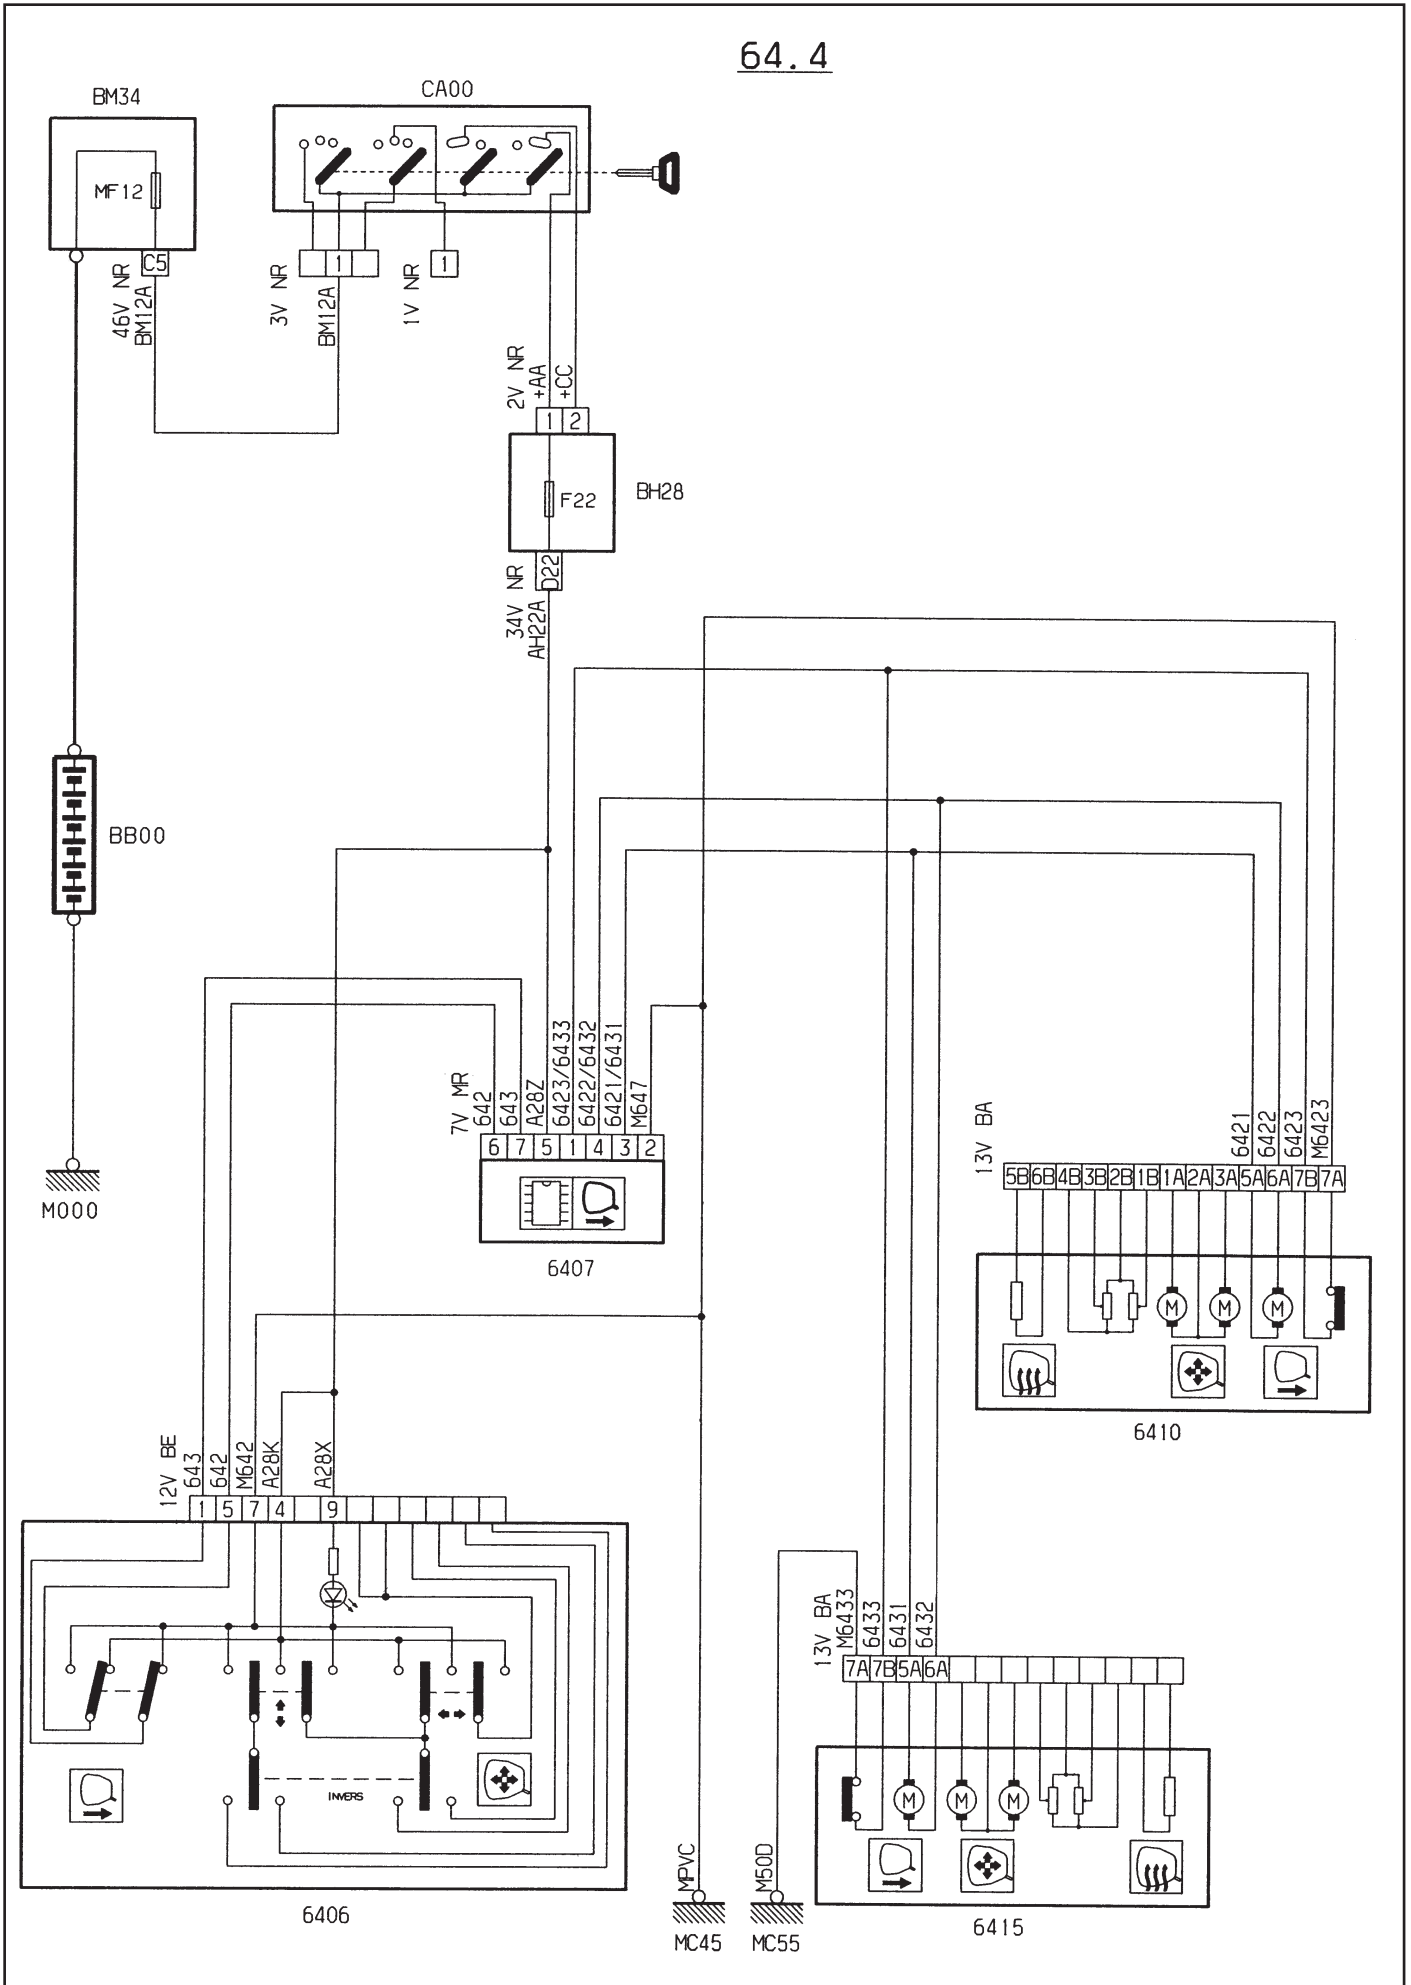 64.4
BM34
CA00
MF12
C5
46V NR
BM12A
3V NR
1
BM12A
1V NR
1
2V NR
+AA
+CC
1 2
F22
BH28
D22
34V NR
AH22A
BB00
M000
7V MR
642
643
A28Z
6423/6433
6422/6432
6421/6431
M647
6 7 5 1 4 3 2
6407
13V BA
6421
6422
6423
M6423
5B 6B 4B 3B 2B 1B 1A 2A 3A 5A 6A 7B 7A
M M M
6410
12V BE
643
642
M642
A28K
A28X
1 5 7 4 9
INVERS
6406
MPVC
MC45
M50D
MC55
13V BA
M6433
6433
6431
6432
7A 7B 5A 6A
M M M
6415